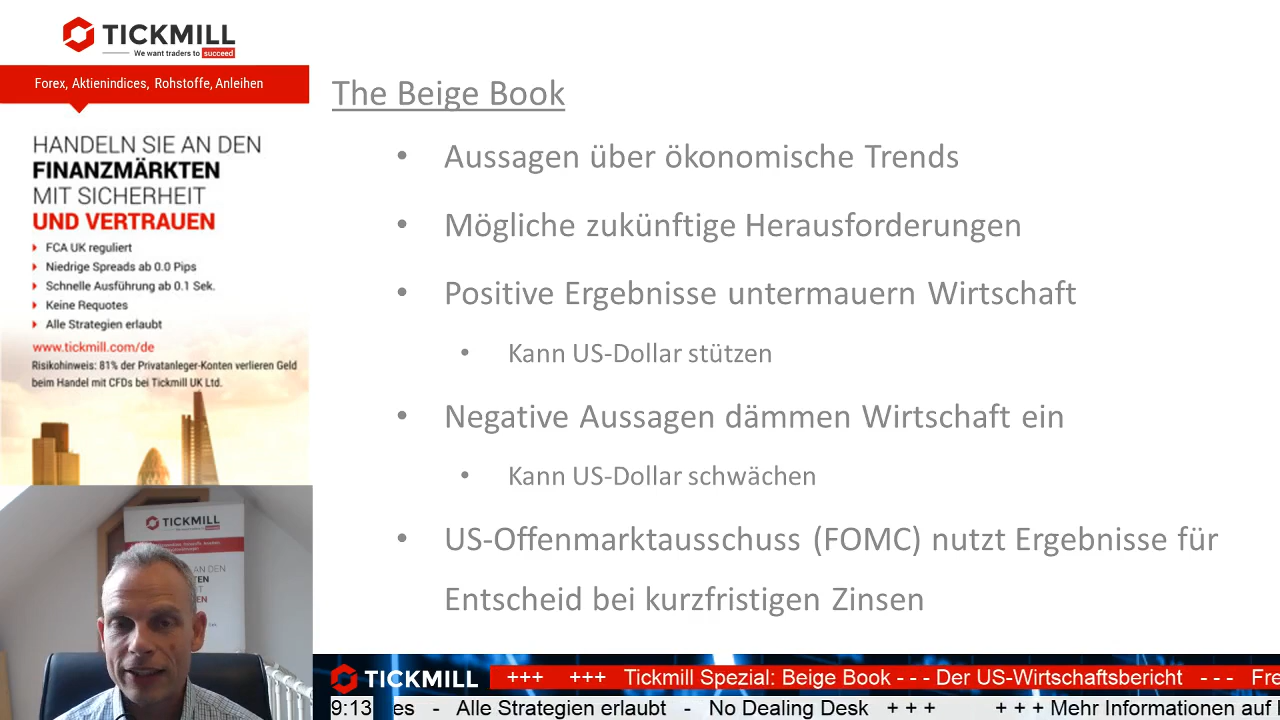 TICKMILL
We want traders to succeed
Forex, Aktienindices, Rohstoffe, Anleihen
HANDELN SIE AN DEN
FINANZMÄRKTEN
MIT SICHERHEIT
UND VERTRAUEN
FCA UK reguliert
Niedrige Spreads ab 0.0 Pips
Schnelle Ausführung ab 0.1 Sek.
Keine Requotes
Alle Strategien erlaubt
www.tickmill.com/de
Risikohinweis: 81% der Privatanleger-Konten verlieren Geld
beim Handel mit CFDs bei Tickmill UK Ltd.
The Beige Book
• Aussagen über ökonomische Trends
• Mögliche zukünftige Herausforderungen
• Positive Ergebnisse untermauern Wirtschaft
• Kann US-Dollar stützen
• Negative Aussagen dämmen Wirtschaft ein
• Kann US-Dollar schwächen
• US-Offenmarktausschuss (FOMC) nutzt Ergebnisse für
Entscheid bei kurzfristigen Zinsen
TICKMILL
AN DEN
TICKMILL
+++ +++ Tickmill Spezial: Beige Book - - - Der US-Wirtschaftsbericht - - - Fre
9:13 es - Alle Strategien erlaubt - No Dealing Desk + + + + + + Mehr Informationen auf